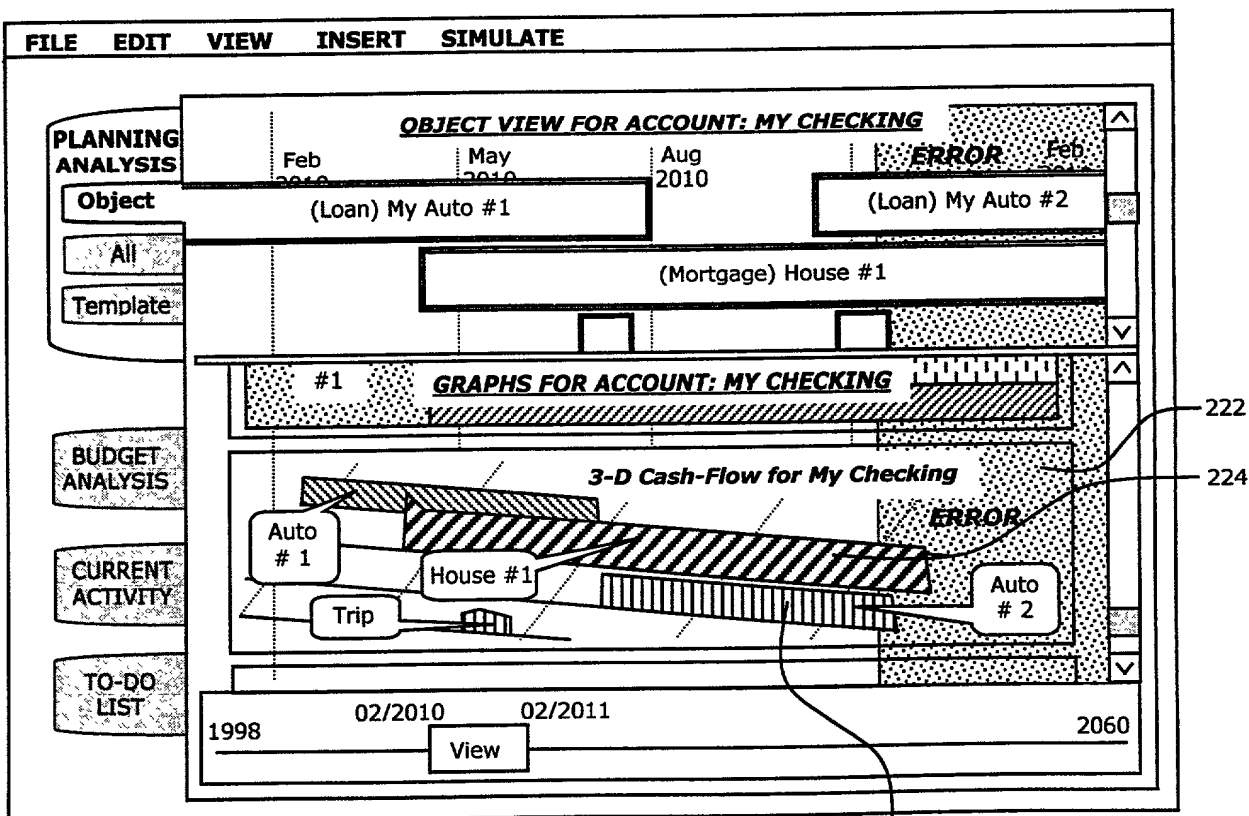 FILE EDIT VIEW INSERT SIMULATE
PLANNING
ANALYSIS
Object
All
Template
BUDGET
ANALYSIS
CURRENT
ACTIVITY
TO-DO
LIST
OBJECT VIEW FOR ACCOUNT: MY CHECKING
Feb
2010
May
2010
Aug
2010
ERROR
Feb
(Loan) My Auto #1
(Loan) My Auto #2
(Mortgage) House #1
#1
GRAPHS FOR ACCOUNT: MY CHECKING
222
3-D Cash-Flow for My Checking
224
ERROR
Auto
# 1
House #1
Auto
# 2
Trip
02/2010 02/2011
1998
2060
View